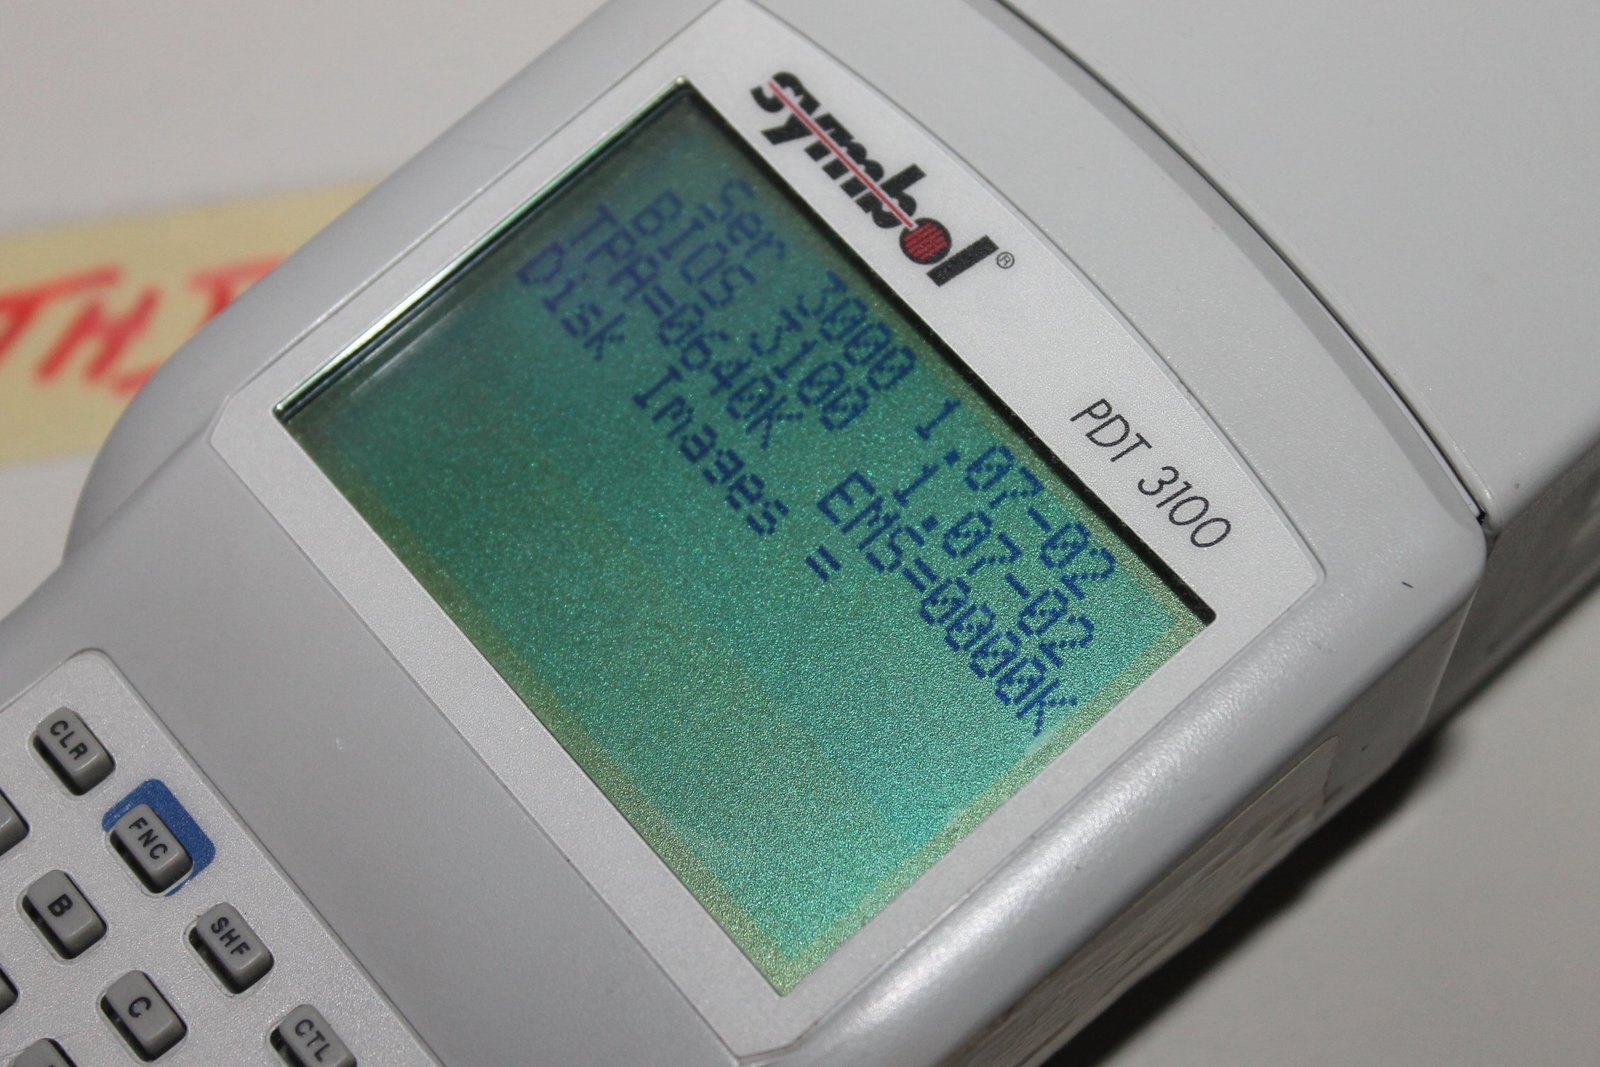 symbol®
PDT 3100
Ser 3000 1.07-02
BIOS 3100 1.07-02
TPA=0640K EMS=0000K
Disk Images =
CLR
FNC
B
SHF
C
CTL